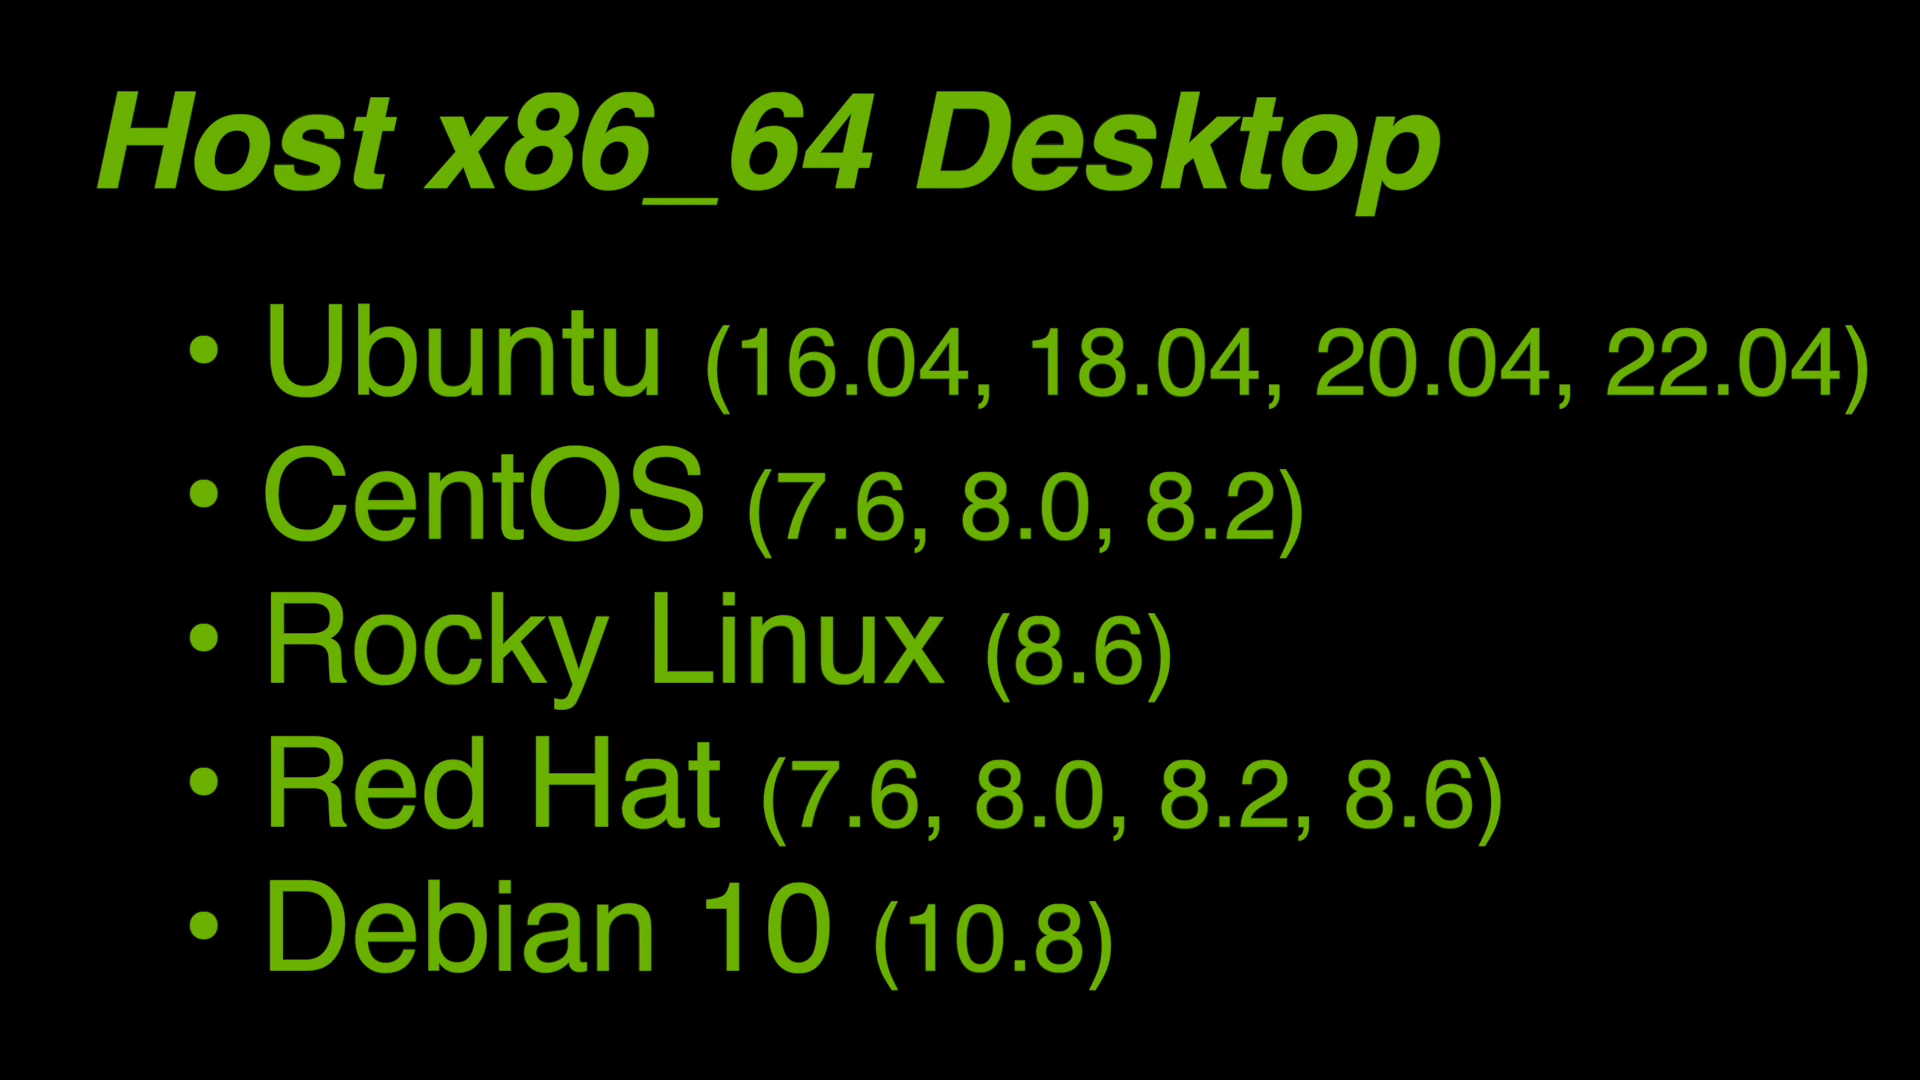 Host x86_64 Desktop
• Ubuntu (16.04, 18.04, 20.04, 22.04)
• CentOS (7.6, 8.0, 8.2)
• Rocky Linux (8.6)
• Red Hat (7.6, 8.0, 8.2, 8.6)
• Debian 10 (10.8)